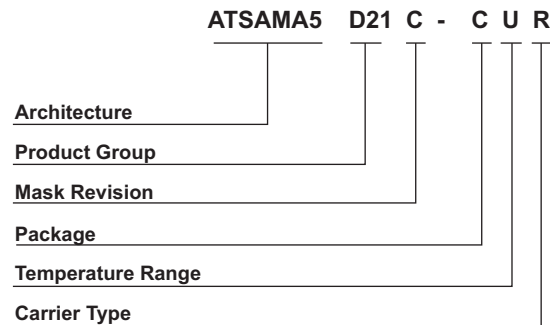 ATSAMA5 D21 C - C U R
Architecture
Product Group
Mask Revision
Package
Temperature Range
Carrier Type